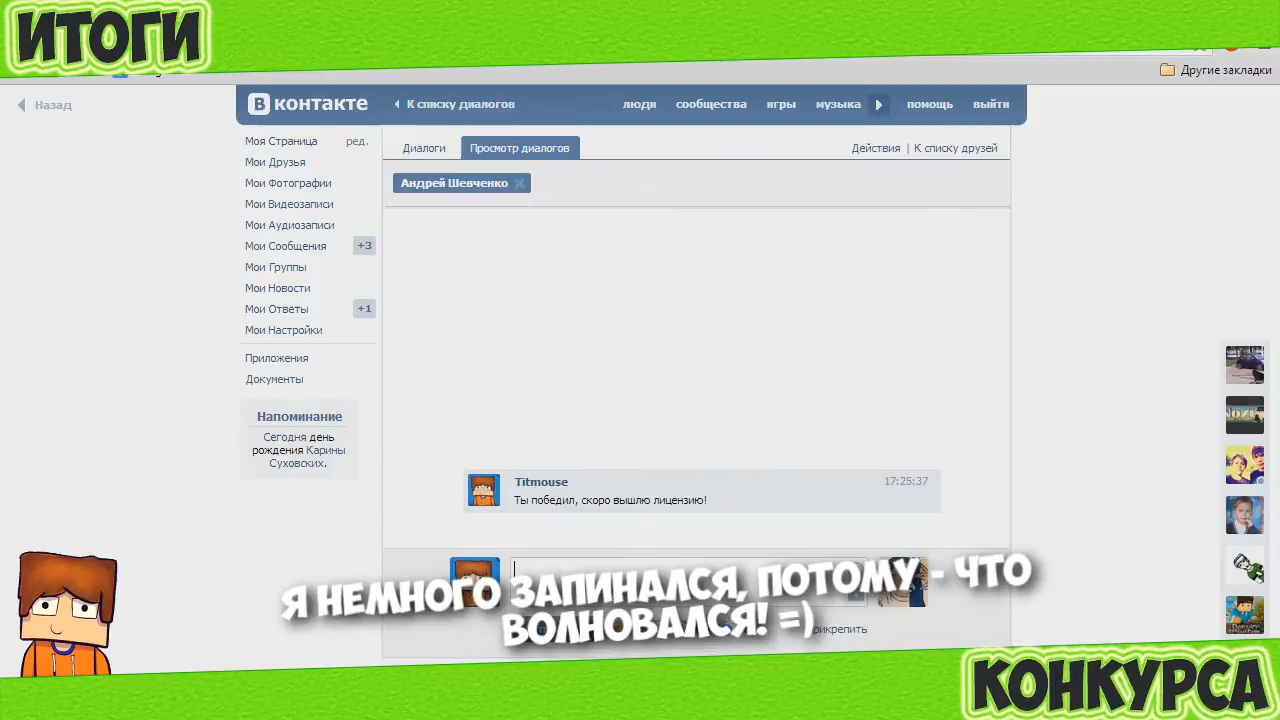 ИТОГИ
Другие закладки
Назад
В контакте
К списку диалогов
люди
сообщества
игры
музыка
помощь
выйти
Моя Страница
ред.
Мои Друзья
Мои Фотографии
Мои Видеозаписи
Мои Аудиозаписи
Мои Сообщения
+3
Мои Группы
Мои Новости
Мои Ответы
+1
Мои Настройки
Приложения
Документы
Напоминание
Сегодня день
рождения Карины
Суховских.
Диалоги
Просмотр диалогов
Действия | К списку друзей
Андрей Шевченко
Titmouse
17:25:37
Ты победил, скоро вышлю лицензию!
Я НЕМНОГО ЗАПИНАЛСЯ, ПОТОМУ - ЧТО
ВОЛНОВАЛСЯ! =)
КОНКУРСА